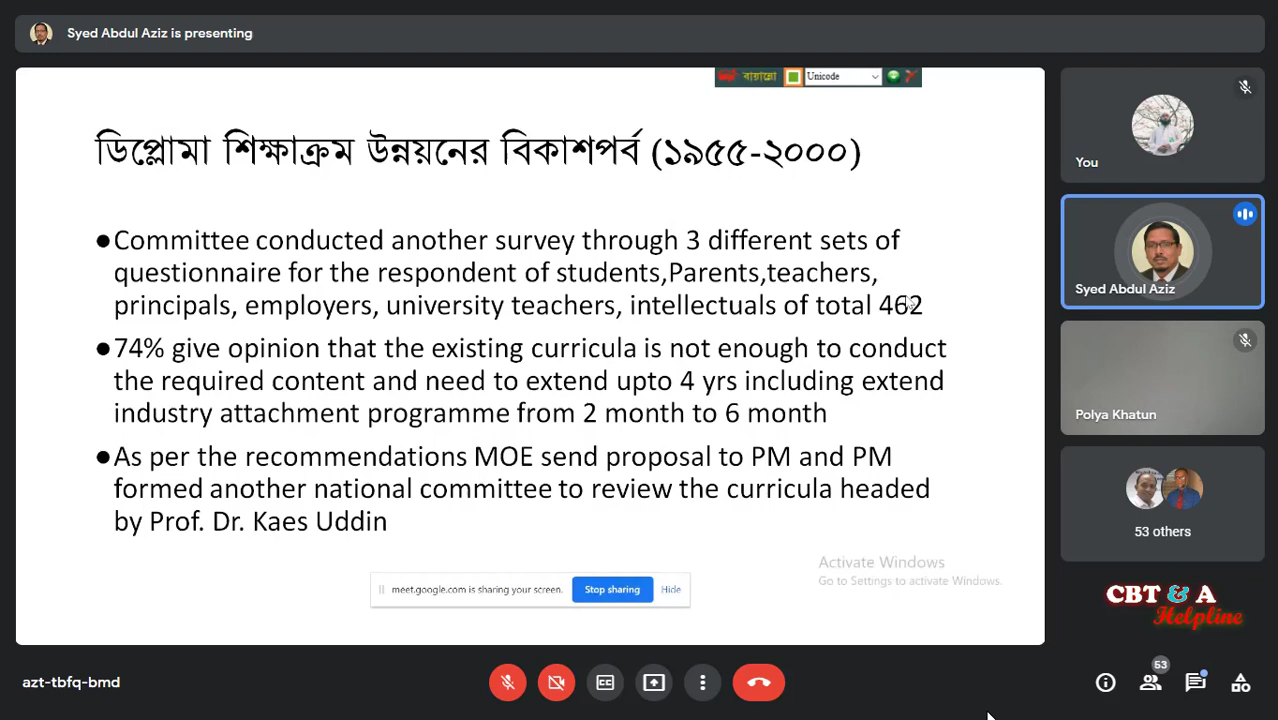 Syed Abdul Aziz is presenting
বায়ান্নো Unicode
ডিপ্লোমা শিক্ষাক্রম উন্নয়নের বিকাশপর্ব (১৯৫৫-২০০০)
●Committee conducted another survey through 3 different sets of
questionnaire for the respondent of students,Parents,teachers,
principals, employers, university teachers, intellectuals of total 462
●74% give opinion that the existing curricula is not enough to conduct
the required content and need to extend upto 4 yrs including extend
industry attachment programme from 2 month to 6 month
●As per the recommendations MOE send proposal to PM and PM
formed another national committee to review the curricula headed
by Prof. Dr. Kaes Uddin
Activate Windows
Go to Settings to activate Windows.
meet.google.com is sharing your screen. Stop sharing Hide
You
Syed Abdul Aziz
Polya Khatun
53 others
CBT & A
Helpline
azt-tbfq-bmd
CC
53